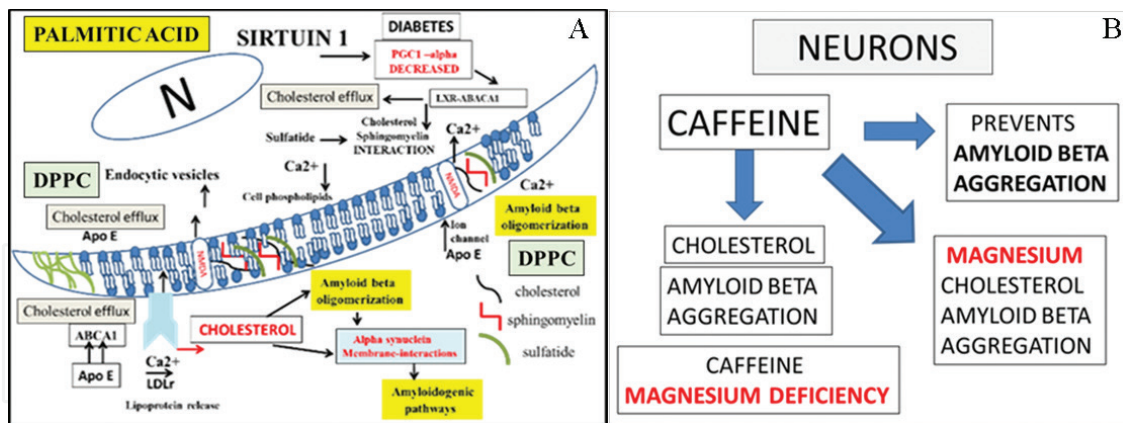 PALMITIC ACID
SIRTUIN 1
DIABETES
A
PGC1 –alpha
DECREASED
N
Cholesterol efflux
LXR-ABACA1
Cholesterol
Sphingomyelin
INTERACTION
Sulfatide
Ca2+
Ca2+
Cell phospholipids
NMDA
Ca2+
DPPC
Endocytic vesicles
Cholesterol efflux
Apo E
NMDA
Amyloid beta
oligomerization
Ion
channel
Apo E
DPPC
cholesterol
sphingomyelin
sulfatide
Cholesterol efflux
ABCA1
Apo E
Ca2+
LDLr
Lipoprotein release
CHOLESTEROL
Amyloid beta
oligomerization
Alpha synuclein
Membrane-interactions
Amyloidogenic
pathways
B
NEURONS
CAFFEINE
PREVENTS
AMYLOID BETA
AGGREGATION
CHOLESTEROL
AMYLOID BETA
AGGREGATION
MAGNESIUM
CHOLESTEROL
AMYLOID BETA
AGGREGATION
CAFFEINE
MAGNESIUM DEFICIENCY